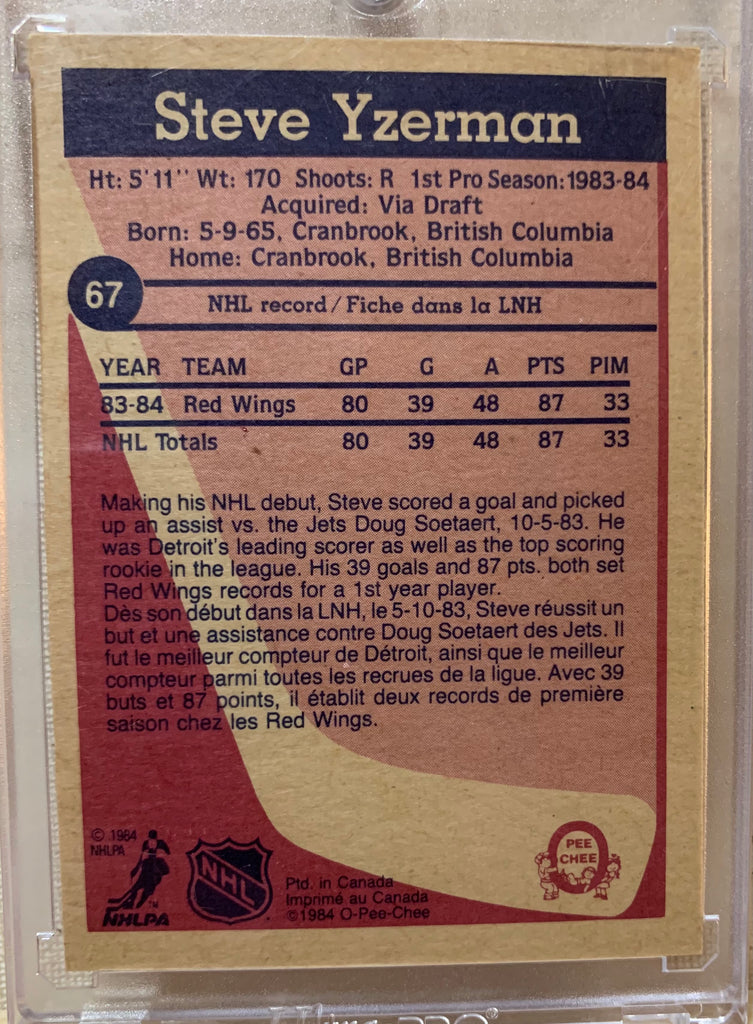 Steve Yzerman
Ht: 5'11" Wt: 170 Shoots: R 1st Pro Season: 1983-84
Acquired: Via Draft
Born: 5-9-65, Cranbrook, British Columbia
Home: Cranbrook, British Columbia
67
NHL record/Fiche dans la LNH
YEAR TEAM GP G A PTS PIM
83-84 Red Wings 80 39 48 87 33
NHL Totals 80 39 48 87 33
Making his NHL debut, Steve scored a goal and picked
up an assist vs. the Jets Doug Soetaert, 10-5-83. He
was Detroit's leading scorer as well as the top scoring
rookie in the league. His 39 goals and 87 pts. both set
Red Wings records for a 1st year player.
Dès son début dans la LNH, le 5-10-83, Steve réussit un
but et une assistance contre Doug Soetaert des Jets. Il
fut le meilleur compteur de Détroit, ainsi que le meilleur
compteur parmi toutes les recrues de la ligue. Avec 39
buts et 87 points, il établit deux records de première
saison chez les Red Wings.
© 1984
NHLPA
NHLPA
TM
NHL
Ptd. in Canada
Imprimé au Canada
©1984 O-Pee-Chee
PEE
CHEE
Ultra PRO®